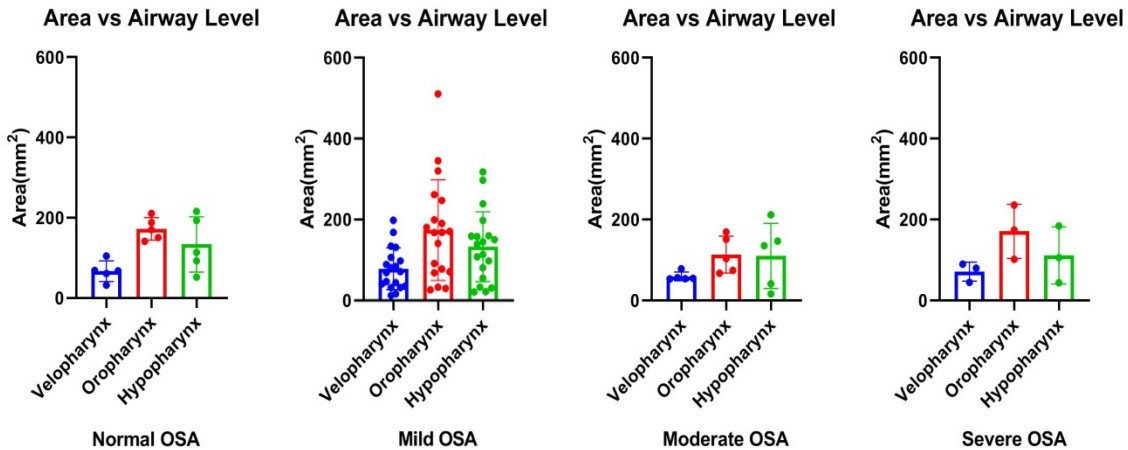 Area vs Airway Level
600
400
200
0
Area(mm²)
Velopharynx
Oropharynx
Hypopharynx
Normal OSA
Area vs Airway Level
600
400
200
0
Area(mm²)
Velopharynx
Oropharynx
Hypopharynx
Mild OSA
Area vs Airway Level
600
400
200
0
Area(mm²)
Velopharynx
Oropharynx
Hypopharynx
Moderate OSA
Area vs Airway Level
600
400
200
0
Area(mm²)
Velopharynx
Oropharynx
Hypopharynx
Severe OSA